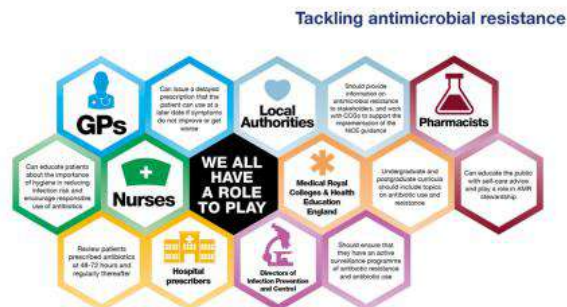 Tackling antimicrobial resistance
GPs
Can issue a delayed
prescription that the
patient can use at a
later date if symptoms
do not improve or get
worse
Local
Authorities
Should provide
information on
antimicrobial resistance
to stakeholders, and work
with CCGs to support the
implementation of the
NICE guidance
Pharmacists
Can educate patients
about the importance
of hygiene in reducing
infection risk and
encourage responsible
use of antibiotics
Nurses
WE ALL
HAVE
A ROLE
TO PLAY
Medical Royal
Colleges & Health
Education
England
Undergraduate and
postgraduate curricula
should include topics
on antibiotic use and
resistance
Can educate the public
with self-care advice
and play a role in AMR
stewardship
Review patients
prescribed antibiotics
at 48-72 hours and
regularly thereafter
Hospital
prescribers
Directors of
Infection Prevention
and Control
Should ensure that
they have an active
surveillance programme
of antibiotic resistance
and antibiotic use